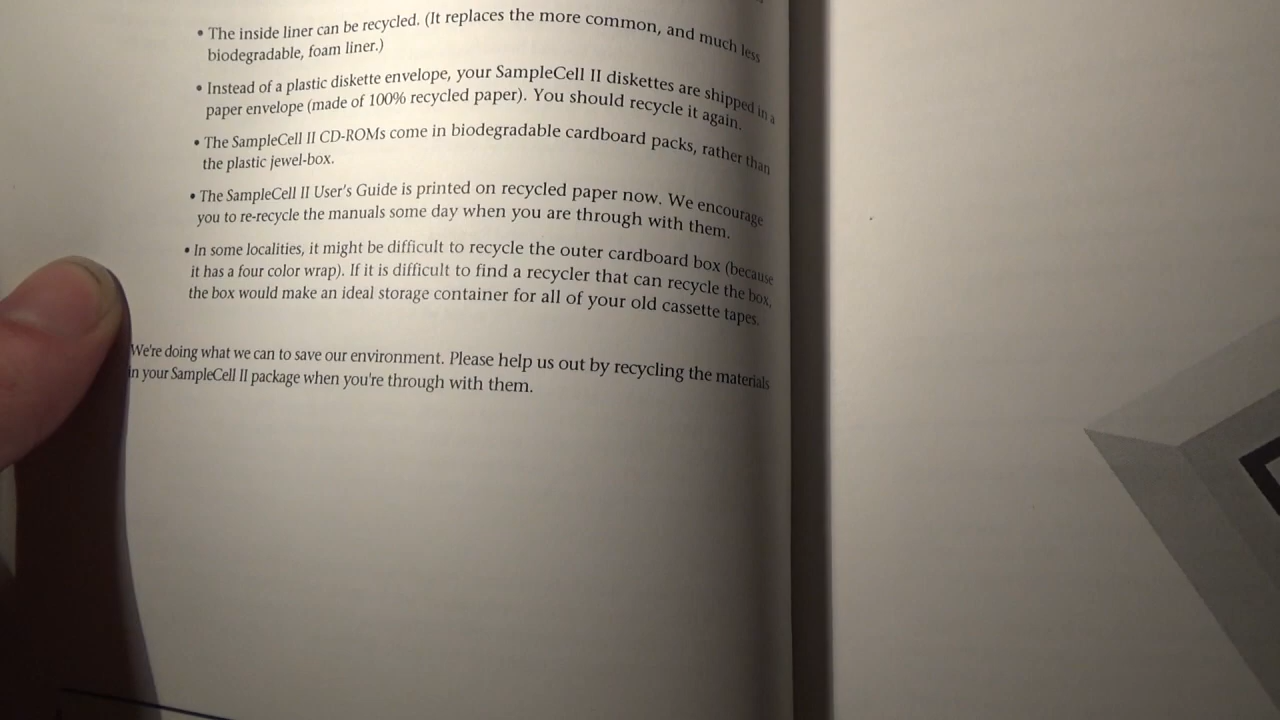 • The inside liner can be recycled. (It replaces the more common, and much less
biodegradable, foam liner.)
• Instead of a plastic diskette envelope, your SampleCell II diskettes are shipped in a
paper envelope (made of 100% recycled paper). You should recycle it again.
• The SampleCell II CD-ROMs come in biodegradable cardboard packs, rather than
the plastic jewel-box.
• The SampleCell II User's Guide is printed on recycled paper now. We encourage
you to re-recycle the manuals some day when you are through with them.
• In some localities, it might be difficult to recycle the outer cardboard box (because
it has a four color wrap). If it is difficult to find a recycler that can recycle the box,
the box would make an ideal storage container for all of your old cassette tapes.
We're doing what we can to save our environment. Please help us out by recycling the materials
in your SampleCell II package when you're through with them.